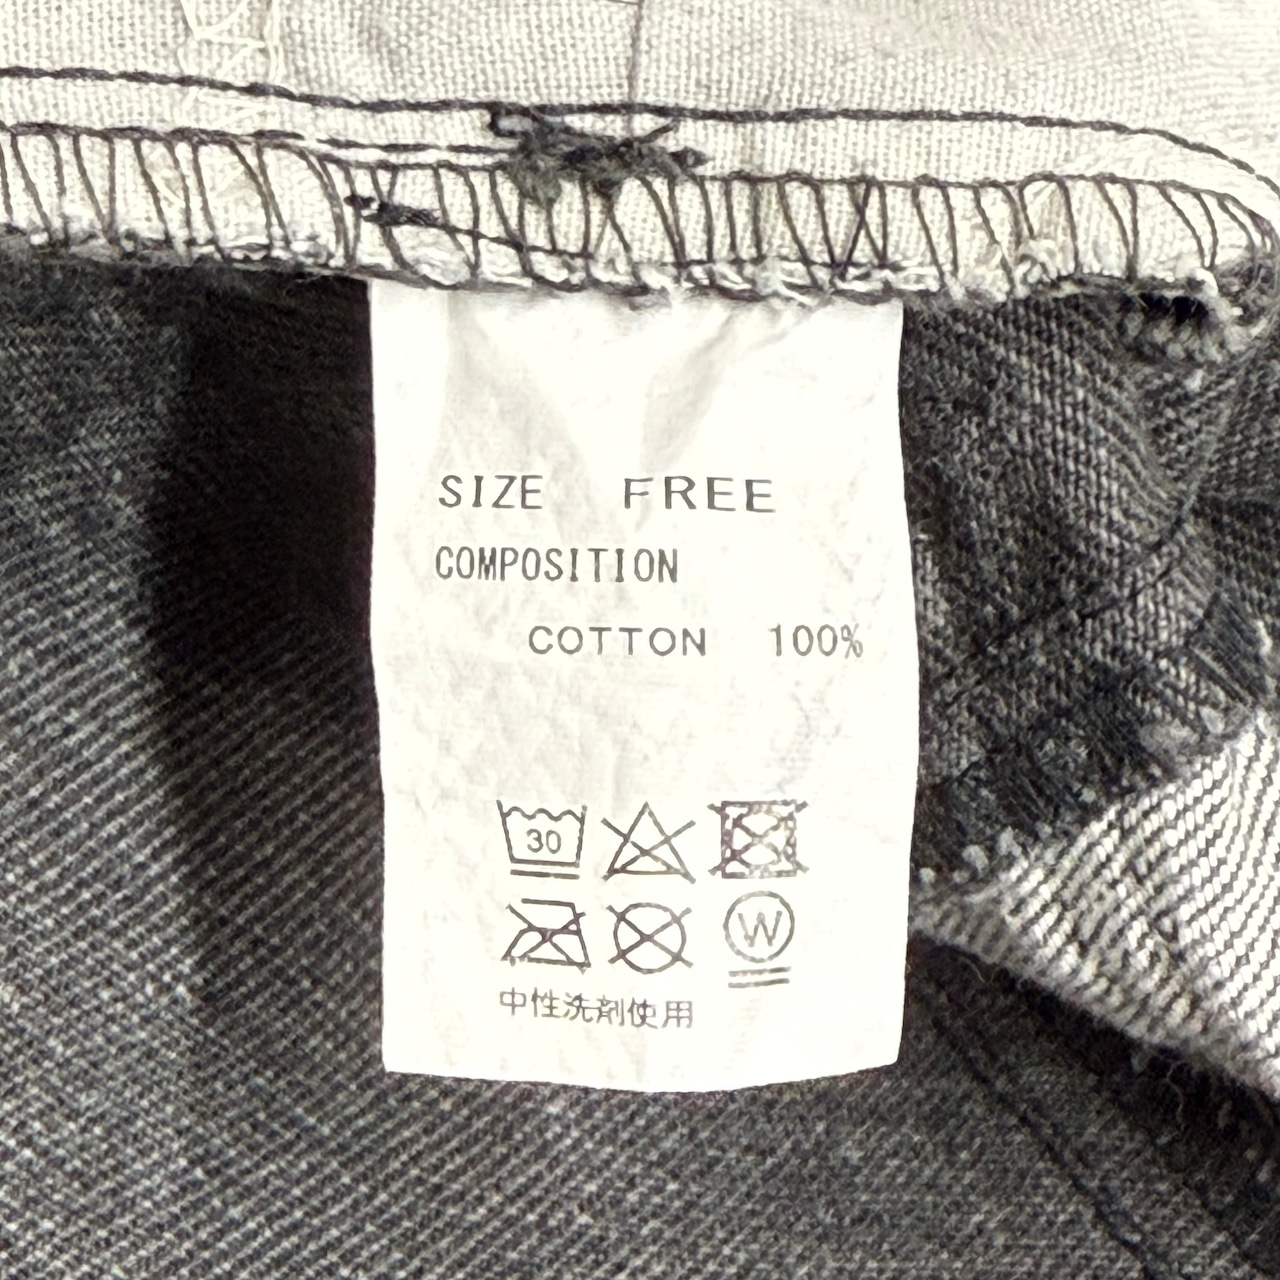 SIZE FREE
COMPOSITION
COTTON 100%
30
W
中性洗剤使用